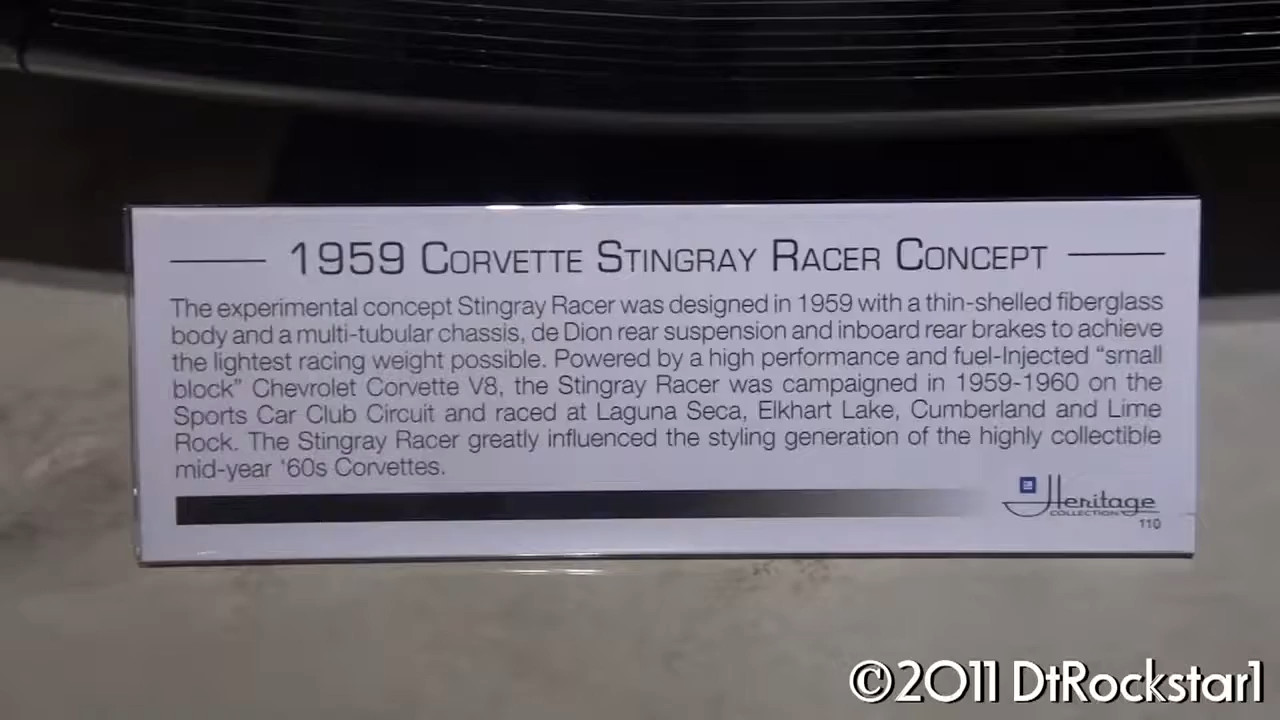 1959 CORVETTE STINGRAY RACER CONCEPT
The experimental concept Stingray Racer was designed in 1959 with a thin-shelled fiberglass
body and a multi-tubular chassis, de Dion rear suspension and inboard rear brakes to achieve
the lightest racing weight possible. Powered by a high performance and fuel-Injected “small
block” Chevrolet Corvette V8, the Stingray Racer was campaigned in 1959-1960 on the
Sports Car Club Circuit and raced at Laguna Seca, Elkhart Lake, Cumberland and Lime
Rock. The Stingray Racer greatly influenced the styling generation of the highly collectible
mid-year ‘60s Corvettes.
GM Heritage
COLLECTION
110
©2011 DtRockstar1